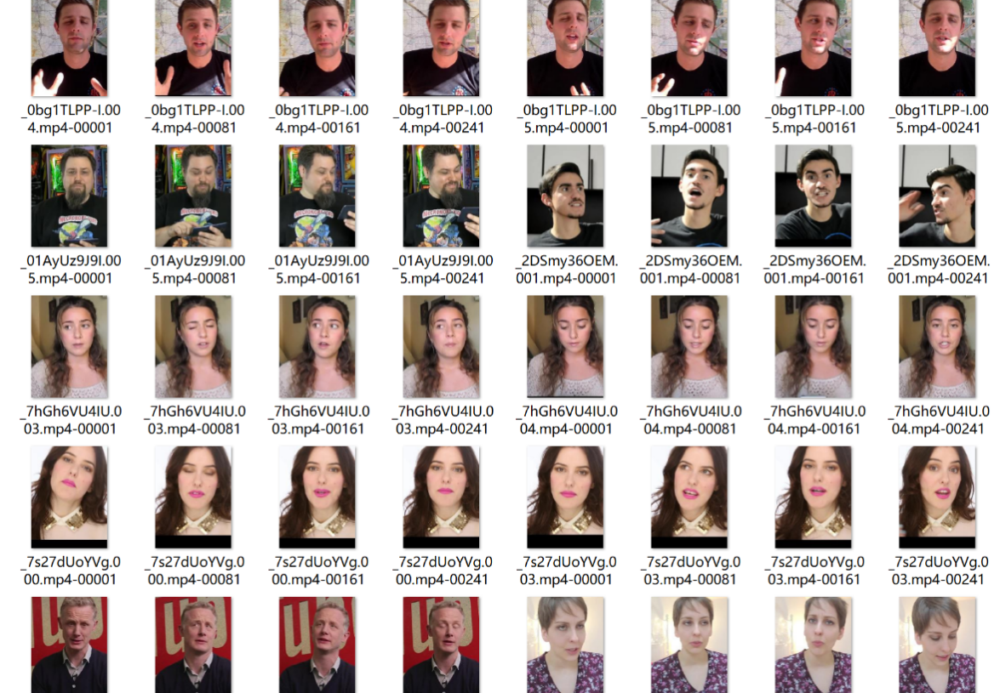 _0bg1TLPP-I.00 _0bg1TLPP-I.00 _0bg1TLPP-I.00 _0bg1TLPP-I.00 _0bg1TLPP-I.00 _0bg1TLPP-I.00 _0bg1TLPP-I.00 _0bg1TLPP-I.00
4.mp4-00001 4.mp4-00081 4.mp4-00161 4.mp4-00241 5.mp4-00001 5.mp4-00081 5.mp4-00161 5.mp4-00241
_01AyUz9J9I.00 _01AyUz9J9I.00 _01AyUz9J9I.00 _01AyUz9J9I.00 _2DSmy36OEM. _2DSmy36OEM. _2DSmy36OEM. _2DSmy36OEM.
5.mp4-00001 5.mp4-00081 5.mp4-00161 5.mp4-00241 001.mp4-00001 001.mp4-00081 001.mp4-00161 001.mp4-00241
_7hGh6VU4IU.0 _7hGh6VU4IU.0 _7hGh6VU4IU.0 _7hGh6VU4IU.0 _7hGh6VU4IU.0 _7hGh6VU4IU.0 _7hGh6VU4IU.0 _7hGh6VU4IU.0
03.mp4-00001 03.mp4-00081 03.mp4-00161 03.mp4-00241 04.mp4-00001 04.mp4-00081 04.mp4-00161 04.mp4-00241
_7s27dUoYVg.0 _7s27dUoYVg.0 _7s27dUoYVg.0 _7s27dUoYVg.0 _7s27dUoYVg.0 _7s27dUoYVg.0 _7s27dUoYVg.0 _7s27dUoYVg.0
00.mp4-00001 00.mp4-00081 00.mp4-00161 00.mp4-00241 03.mp4-00001 03.mp4-00081 03.mp4-00161 03.mp4-00241